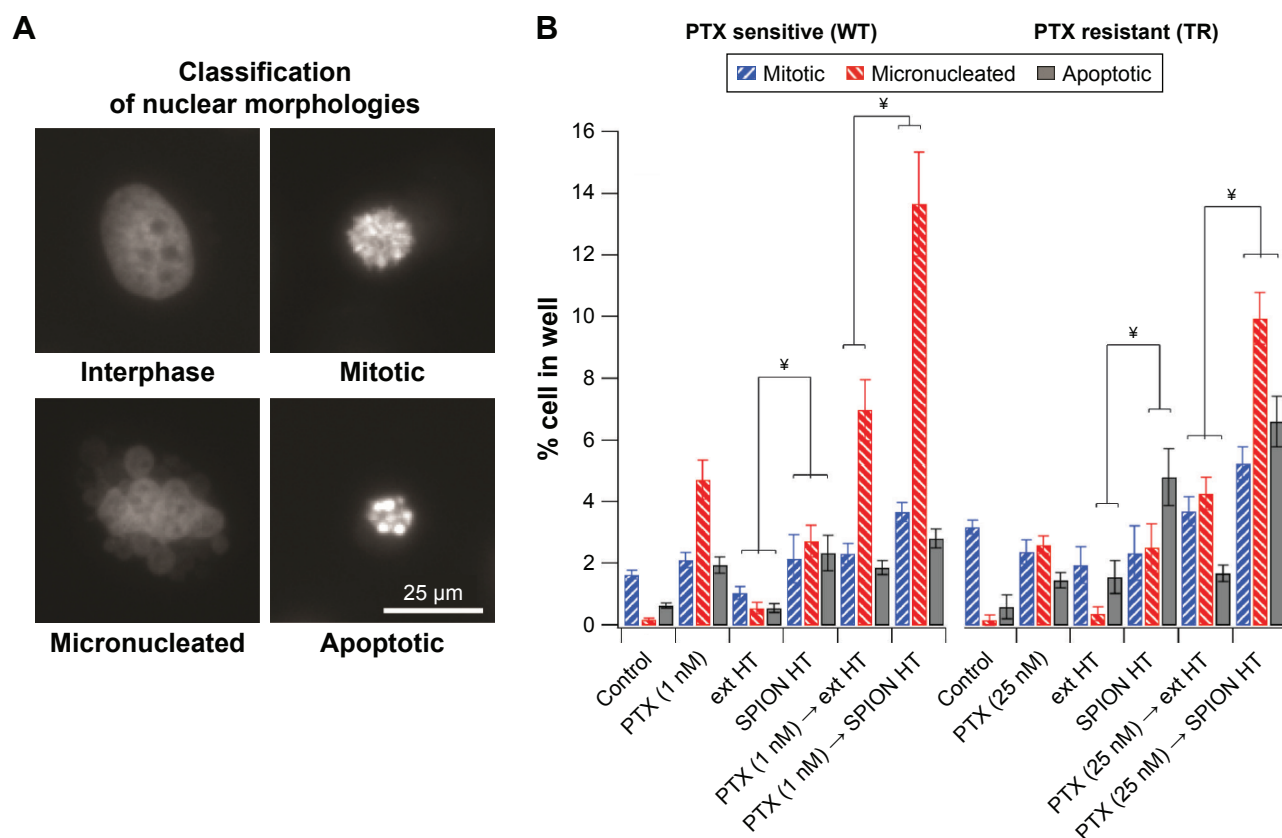 A
Classification
of nuclear morphologies
Interphase
Mitotic
Micronucleated
Apoptotic
25 µm
B
PTX sensitive (WT)
PTX resistant (TR)
Mitotic
Micronucleated
Apoptotic
% cell in well
16
14
12
10
8
6
4
2
0
¥
¥
¥
¥
Control
PTX (1 nM)
ext HT
SPION HT
PTX (1 nM) → ext HT
PTX (1 nM) → SPION HT
Control
PTX (25 nM)
ext HT
SPION HT
PTX (25 nM) → ext HT
PTX (25 nM) → SPION HT